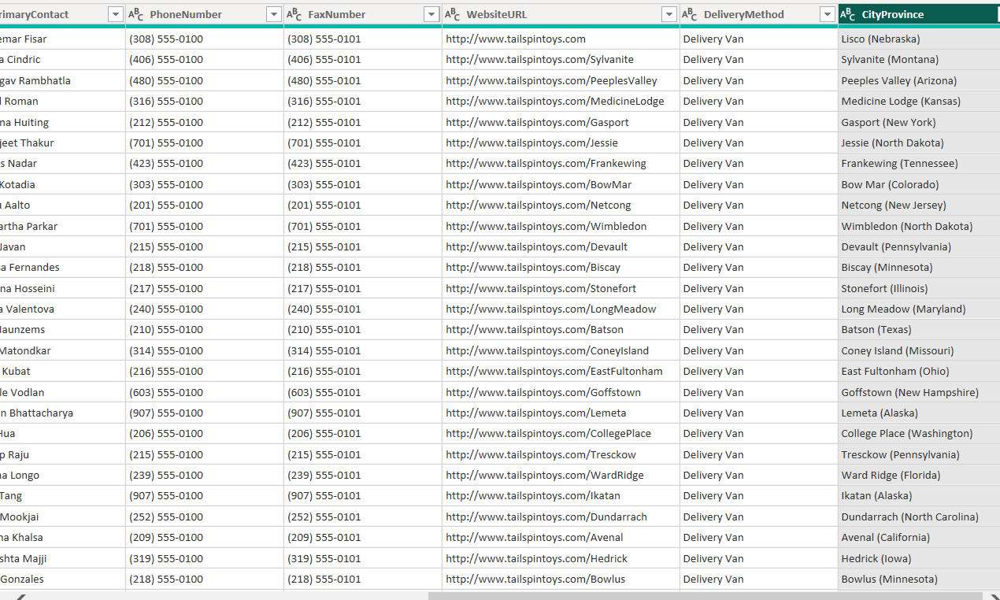 rimaryContact ABC PhoneNumber ABC FaxNumber ABC WebsiteURL ABC DeliveryMethod ABC CityProvince
emar Fisar (308) 555-0100 (308) 555-0101 http://www.tailspintoys.com Delivery Van Lisco (Nebraska)
a Cindric (406) 555-0100 (406) 555-0101 http://www.tailspintoys.com/Sylvanite Delivery Van Sylvanite (Montana)
gav Rambhatla (480) 555-0100 (480) 555-0101 http://www.tailspintoys.com/PeeplesValley Delivery Van Peeples Valley (Arizona)
l Roman (316) 555-0100 (316) 555-0101 http://www.tailspintoys.com/MedicineLodge Delivery Van Medicine Lodge (Kansas)
ma Huiting (212) 555-0100 (212) 555-0101 http://www.tailspintoys.com/Gasport Delivery Van Gasport (New York)
jeet Thakur (701) 555-0100 (701) 555-0101 http://www.tailspintoys.com/Jessie Delivery Van Jessie (North Dakota)
s Nadar (423) 555-0100 (423) 555-0101 http://www.tailspintoys.com/Frankewing Delivery Van Frankewing (Tennessee)
Kotadia (303) 555-0100 (303) 555-0101 http://www.tailspintoys.com/BowMar Delivery Van Bow Mar (Colorado)
u Aalto (201) 555-0100 (201) 555-0101 http://www.tailspintoys.com/Netcong Delivery Van Netcong (New Jersey)
artha Parkar (701) 555-0100 (701) 555-0101 http://www.tailspintoys.com/Wimbledon Delivery Van Wimbledon (North Dakota)
Javan (215) 555-0100 (215) 555-0101 http://www.tailspintoys.com/Devault Delivery Van Devault (Pennsylvania)
sa Fernandes (218) 555-0100 (218) 555-0101 http://www.tailspintoys.com/Biscay Delivery Van Biscay (Minnesota)
na Hosseini (217) 555-0100 (217) 555-0101 http://www.tailspintoys.com/Stonefort Delivery Van Stonefort (Illinois)
a Valentova (240) 555-0100 (240) 555-0101 http://www.tailspintoys.com/LongMeadow Delivery Van Long Meadow (Maryland)
Jaunzems (210) 555-0100 (210) 555-0101 http://www.tailspintoys.com/Batson Delivery Van Batson (Texas)
Matondkar (314) 555-0100 (314) 555-0101 http://www.tailspintoys.com/ConeyIsland Delivery Van Coney Island (Missouri)
Kubat (216) 555-0100 (216) 555-0101 http://www.tailspintoys.com/EastFultonham Delivery Van East Fultonham (Ohio)
le Vodlan (603) 555-0100 (603) 555-0101 http://www.tailspintoys.com/Goffstown Delivery Van Goffstown (New Hampshire)
n Bhattacharya (907) 555-0100 (907) 555-0101 http://www.tailspintoys.com/Lemeta Delivery Van Lemeta (Alaska)
Hua (206) 555-0100 (206) 555-0101 http://www.tailspintoys.com/CollegePlace Delivery Van College Place (Washington)
p Raju (215) 555-0100 (215) 555-0101 http://www.tailspintoys.com/Tresckow Delivery Van Tresckow (Pennsylvania)
na Longo (239) 555-0100 (239) 555-0101 http://www.tailspintoys.com/WardRidge Delivery Van Ward Ridge (Florida)
Tang (907) 555-0100 (907) 555-0101 http://www.tailspintoys.com/Ikatan Delivery Van Ikatan (Alaska)
Mookjai (252) 555-0100 (252) 555-0101 http://www.tailspintoys.com/Dundarrach Delivery Van Dundarrach (North Carolina)
na Khalsa (209) 555-0100 (209) 555-0101 http://www.tailspintoys.com/Avenal Delivery Van Avenal (California)
shta Majji (319) 555-0100 (319) 555-0101 http://www.tailspintoys.com/Hedrick Delivery Van Hedrick (Iowa)
Gonzales (218) 555-0100 (218) 555-0101 http://www.tailspintoys.com/Bowlus Delivery Van Bowlus (Minnesota)